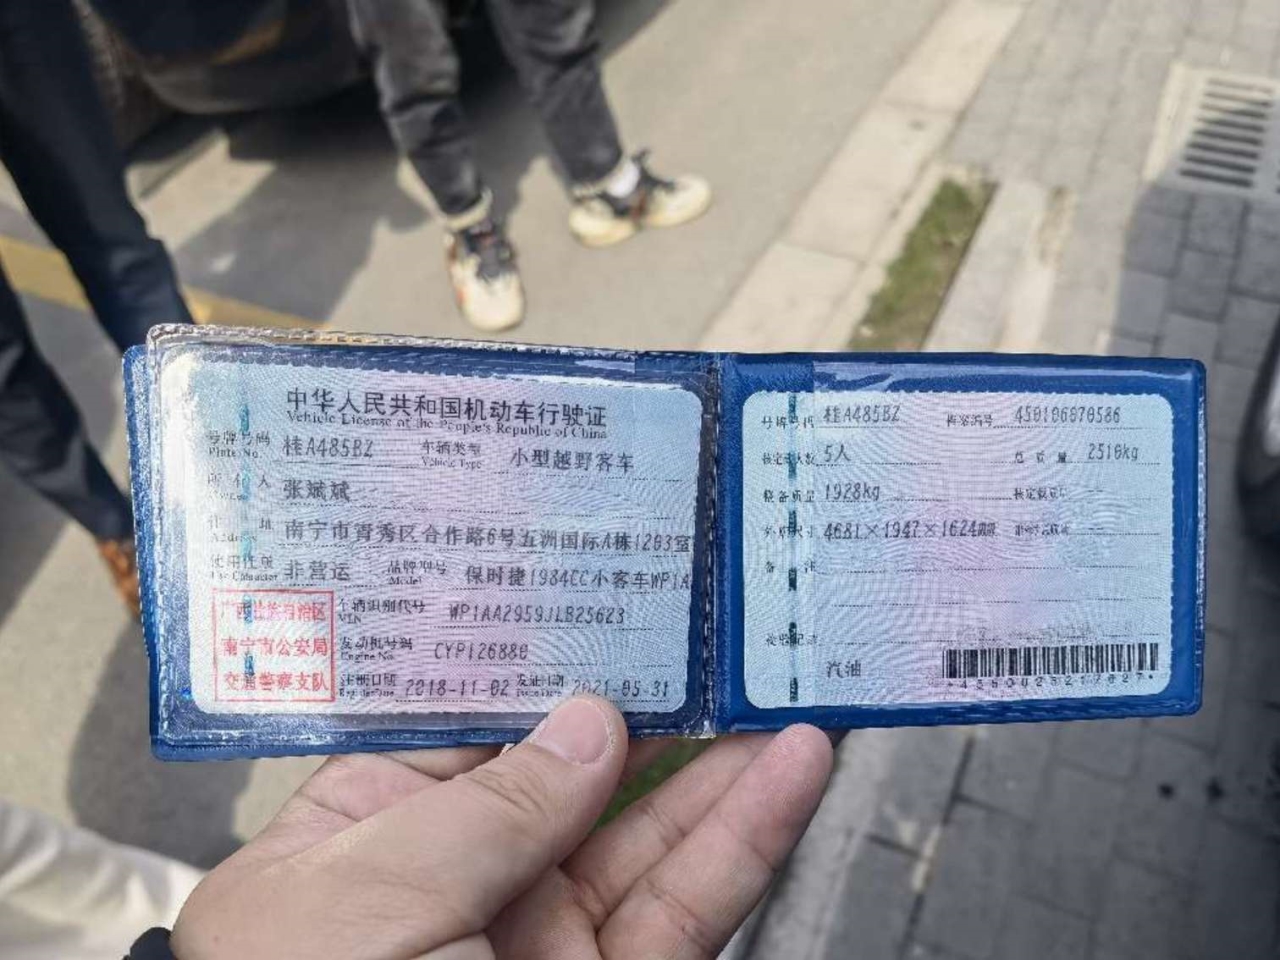 中华人民共和国机动车行驶证
Vehicle License of the People's Republic of China
号牌号码 桂A485BZ 车辆类型 小型越野客车
Plate No. Vehicle Type
所有人 张斌斌
住址 南宁市青秀区合作路6号五洲国际A栋1203室
Address
使用性质 非营运 品牌型号 保时捷1984CC小客车WP1A
Use Character Model
广西壮族自治区
南宁市公安局
交通警察支队
车辆识别代号 WP1AA2959JLB25623
VIN
发动机号码 CYP126880
Engine No.
注册日期 2018-11-02 发证日期 2021-05-31
号牌号码 桂A485BZ 档案编号 450106070586
核定载人数 5人 总质量 2510kg
整备质量 1928kg 核定载质量
外廓尺寸 4681×1947×1624mm
备注
检验记录
汽油